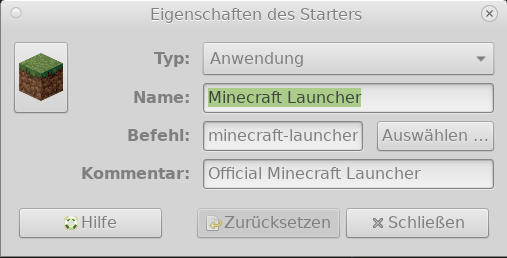 Eigenschaften des Starters
Typ: Anwendung
Name: Minecraft Launcher
Befehl: minecraft-launcher Auswählen ...
Kommentar: Official Minecraft Launcher
Hilfe Zurücksetzen Schließen